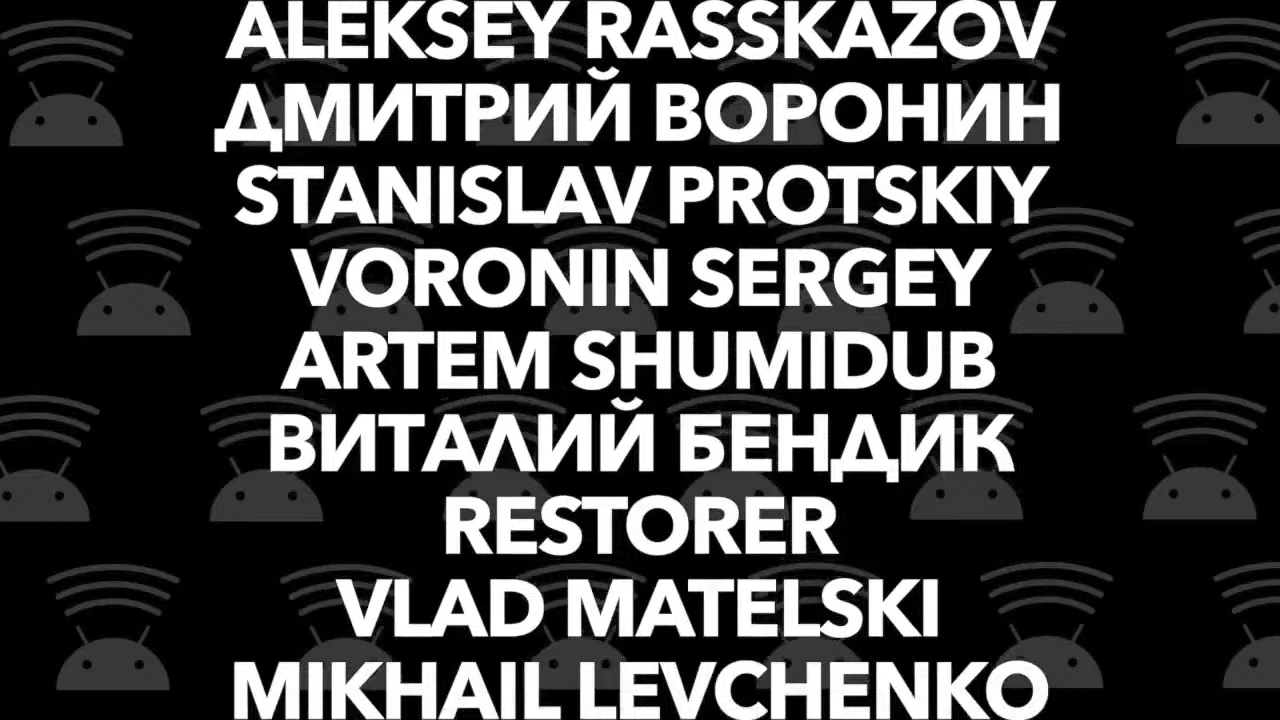 ALEKSEY RASSKAZOV
ДМИТРИЙ ВОРОНИН
STANISLAV PROTSKIY
VORONIN SERGEY
ARTEM SHUMIDUB
ВИТАЛИЙ БЕНДИК
RESTORER
VLAD MATELSKI
MIKHAIL LEVCHENKO